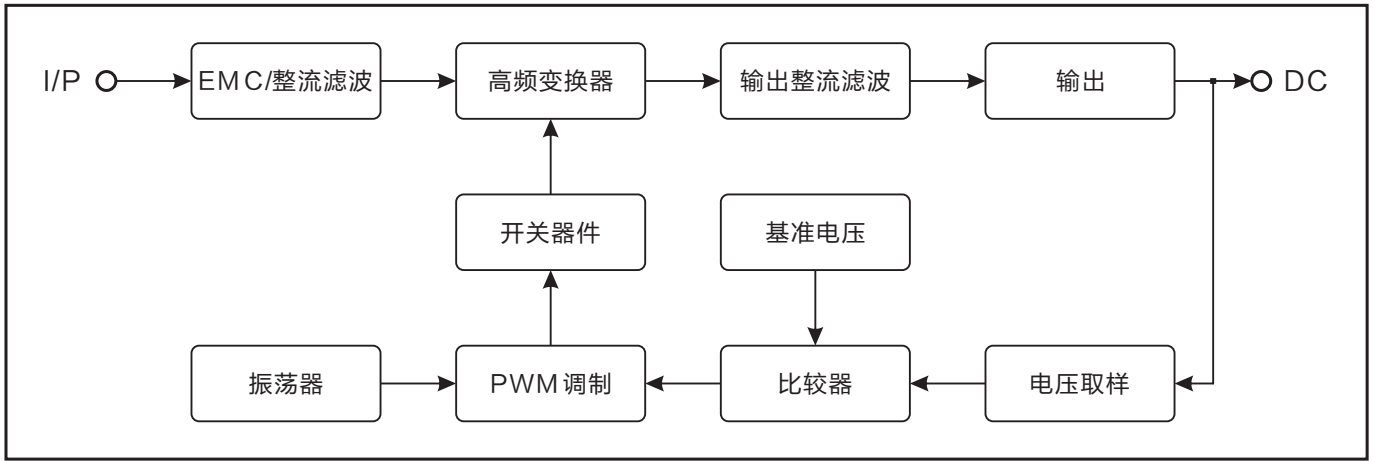 I/P
EMC/整流滤波
高频变换器
输出整流滤波
输出
DC
开关器件
基准电压
振荡器
PWM调制
比较器
电压取样